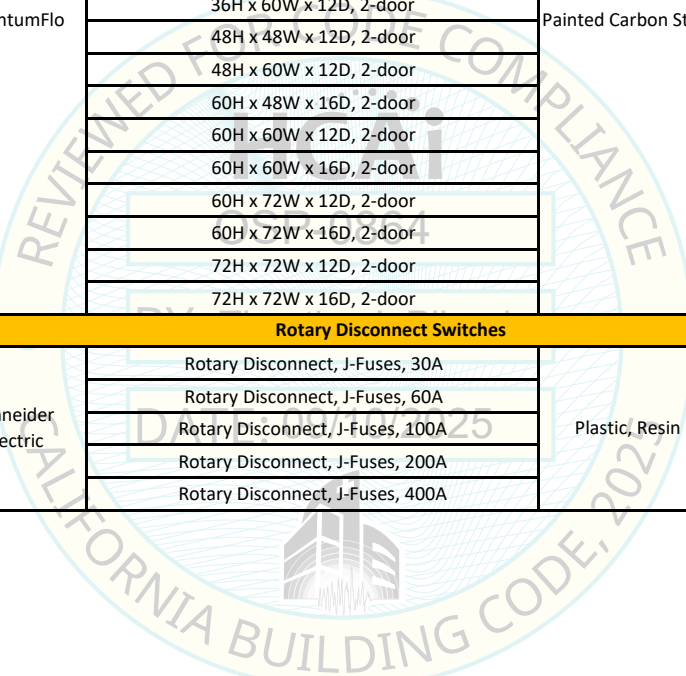 36H x 60W x 12D, 2-door
ntumFlo
Painted Carbon St
48H x 48W x 12D, 2-door
48H x 60W x 12D, 2-door
60H x 48W x 16D, 2-door
60H x 60W x 12D, 2-door
60H x 60W x 16D, 2-door
60H x 72W x 12D, 2-door
60H x 72W x 16D, 2-door
72H x 72W x 12D, 2-door
72H x 72W x 16D, 2-door
Rotary Disconnect Switches
Rotary Disconnect, J-Fuses, 30A
Rotary Disconnect, J-Fuses, 60A
neider
ectric
Rotary Disconnect, J-Fuses, 100A
Plastic, Resin
Rotary Disconnect, J-Fuses, 200A
Rotary Disconnect, J-Fuses, 400A
REVIEWED FOR CODE COMPLIANCE
HCAi
OSP-0864
BY:
DATE: 09/10/2025
CALIFORNIA BUILDING CODE, 2025